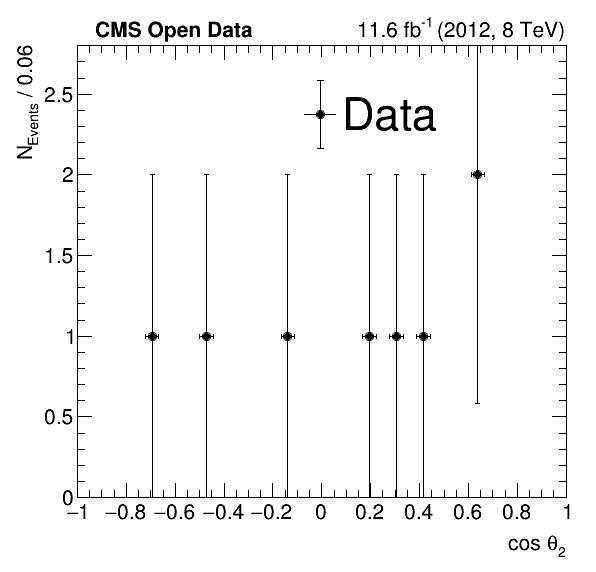 CMS Open Data 11.6 fb⁻¹ (2012, 8 TeV)
N_Events / 0.06
Data
2.5
2
1.5
1
0.5
0
−1 −0.8 −0.6 −0.4 −0.2 0 0.2 0.4 0.6 0.8 1
cos θ₂